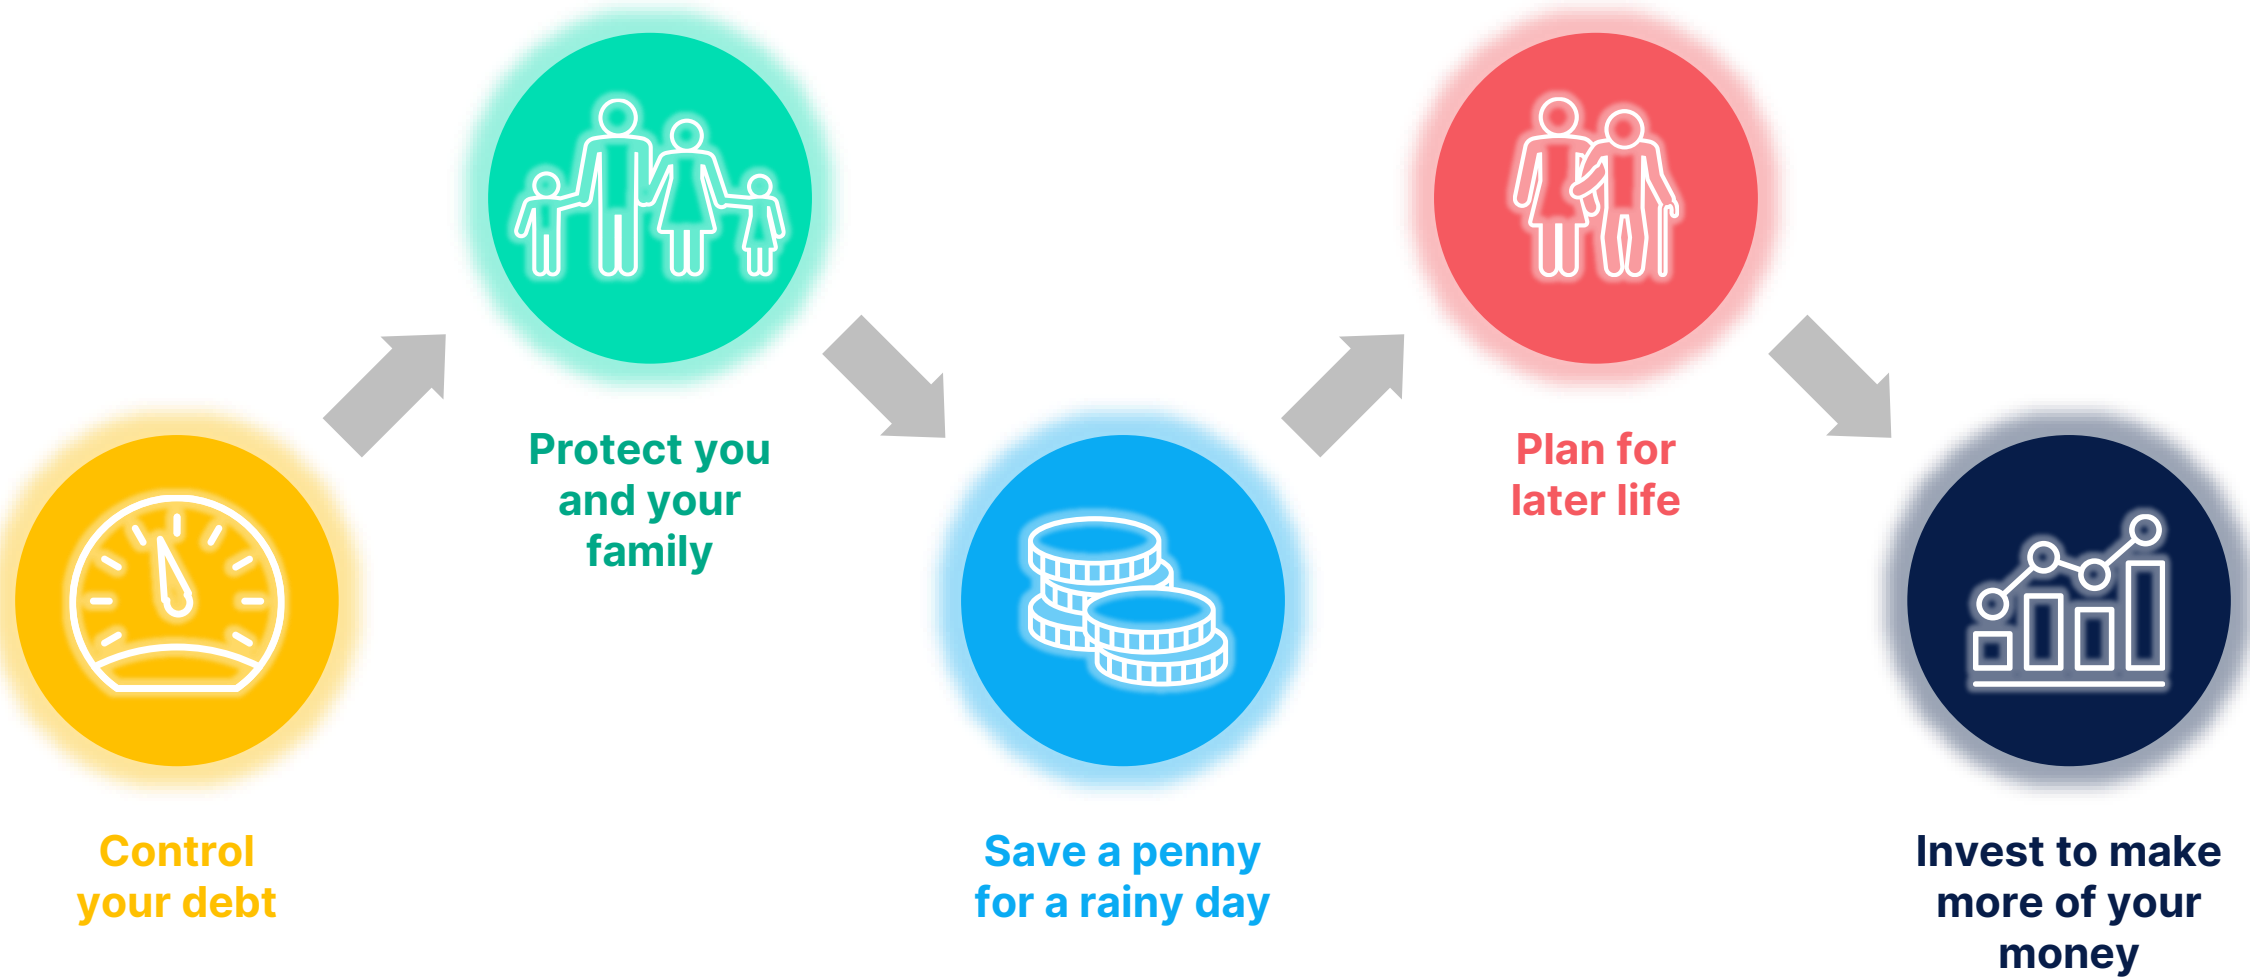 Control
your debt
Protect you
and your
family
Save a penny
for a rainy day
Plan for
later life
Invest to make
more of your
money